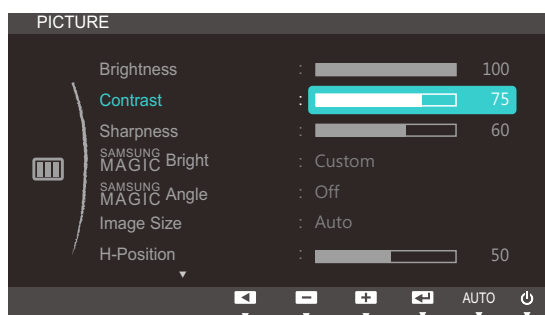 PICTURE
Brightness : 100
Contrast : 75
Sharpness : 60
SAMSUNG MAGIC Bright : Custom
SAMSUNG MAGIC Angle : Off
Image Size : Auto
H-Position : 50
AUTO